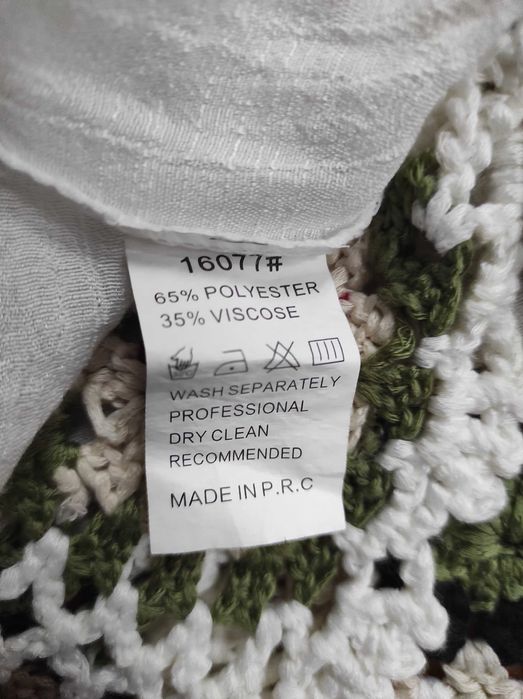 16077#
65% POLYESTER
35% VISCOSE
WASH SEPARATELY
PROFESSIONAL
DRY CLEAN
RECOMMENDED
MADE IN P.R.C